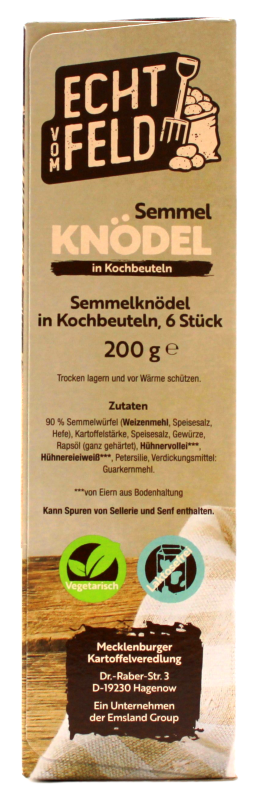 ECHT
VOM
FELD
Semmel
KNÖDEL
in Kochbeuteln
Semmelknödel
in Kochbeuteln, 6 Stück
200 g ℮
Trocken lagern und vor Wärme schützen.
Zutaten
90 % Semmelwürfel (Weizenmehl, Speisesalz,
Hefe), Kartoffelstärke, Speisesalz, Gewürze,
Rapsöl (ganz gehärtet), Hühnervollei***,
Hühnereieiweiß***, Petersilie, Verdickungsmittel:
Guarkernmehl.
***von Eiern aus Bodenhaltung
Kann Spuren von Sellerie und Senf enthalten.
Vegetarisch
Mecklenburger
Kartoffelveredlung
Dr.-Raber-Str. 3
D-19230 Hagenow
Ein Unternehmen
der Emsland Group